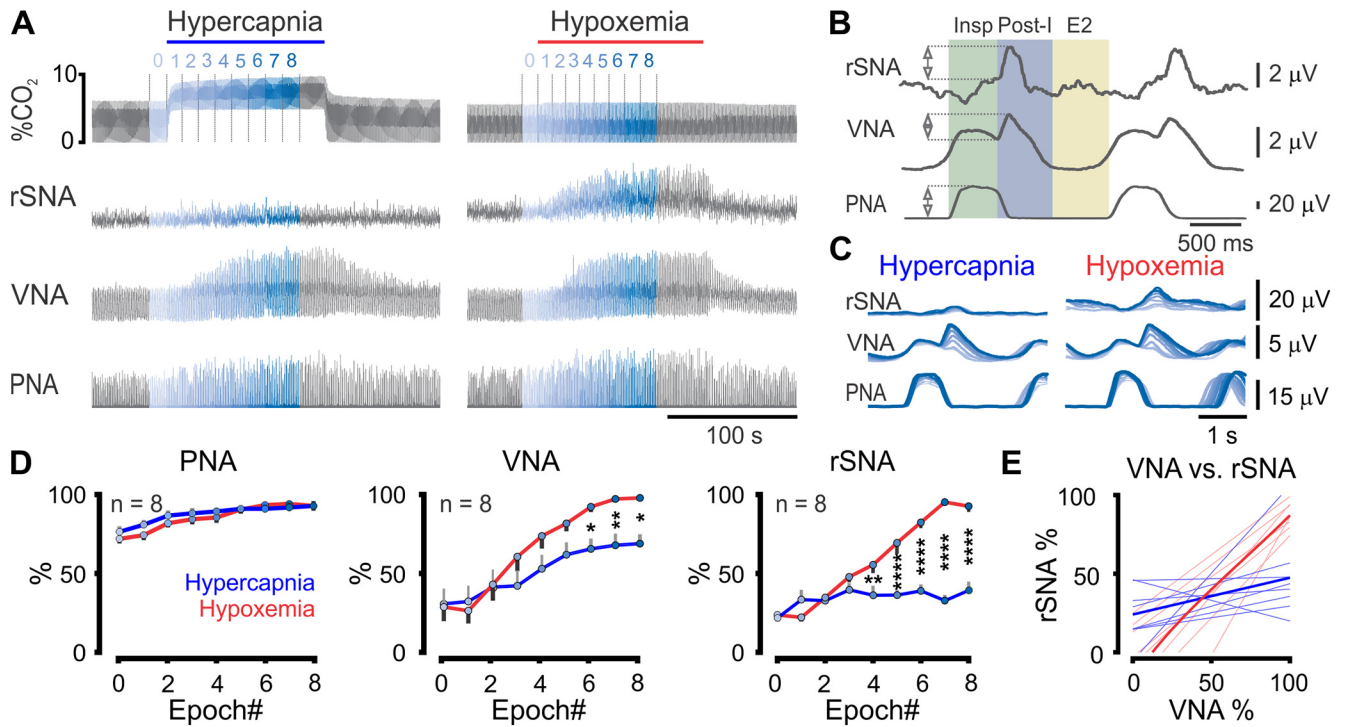 A
Hypercapnia
Hypoxemia
0 1 2 3 4 5 6 7 8
0 1 2 3 4 5 6 7 8
%CO2
10
0
rSNA
VNA
PNA
100 s
B
Insp Post-I E2
rSNA
2 μV
VNA
2 μV
PNA
20 μV
500 ms
C
Hypercapnia
Hypoxemia
rSNA
20 μV
VNA
5 μV
PNA
15 μV
1 s
D
PNA
n = 8
%
100
50
0
Hypercapnia
Hypoxemia
0 2 4 6 8
Epoch#
VNA
n = 8
%
100
50
0
* ** *
0 2 4 6 8
Epoch#
rSNA
n = 8
%
100
50
0
** **** **** **** ****
0 2 4 6 8
Epoch#
E
VNA vs. rSNA
rSNA %
100
50
0
0 50 100
VNA %